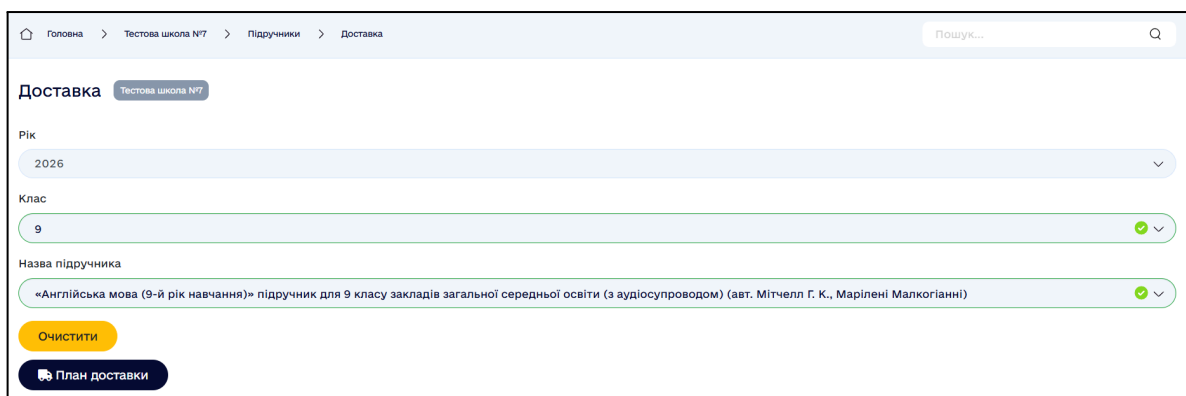 Головна > Тестова школа №7 > Підручники > Доставка Пошук...
Доставка Тестова школа №7
Рік
2026
Клас
9
Назва підручника
«Англійська мова (9-й рік навчання)» підручник для 9 класу закладів загальної середньої освіти (з аудіосупроводом) (авт. Мітчелл Г. К., Марілені Малкогіанні)
Очистити
План доставки